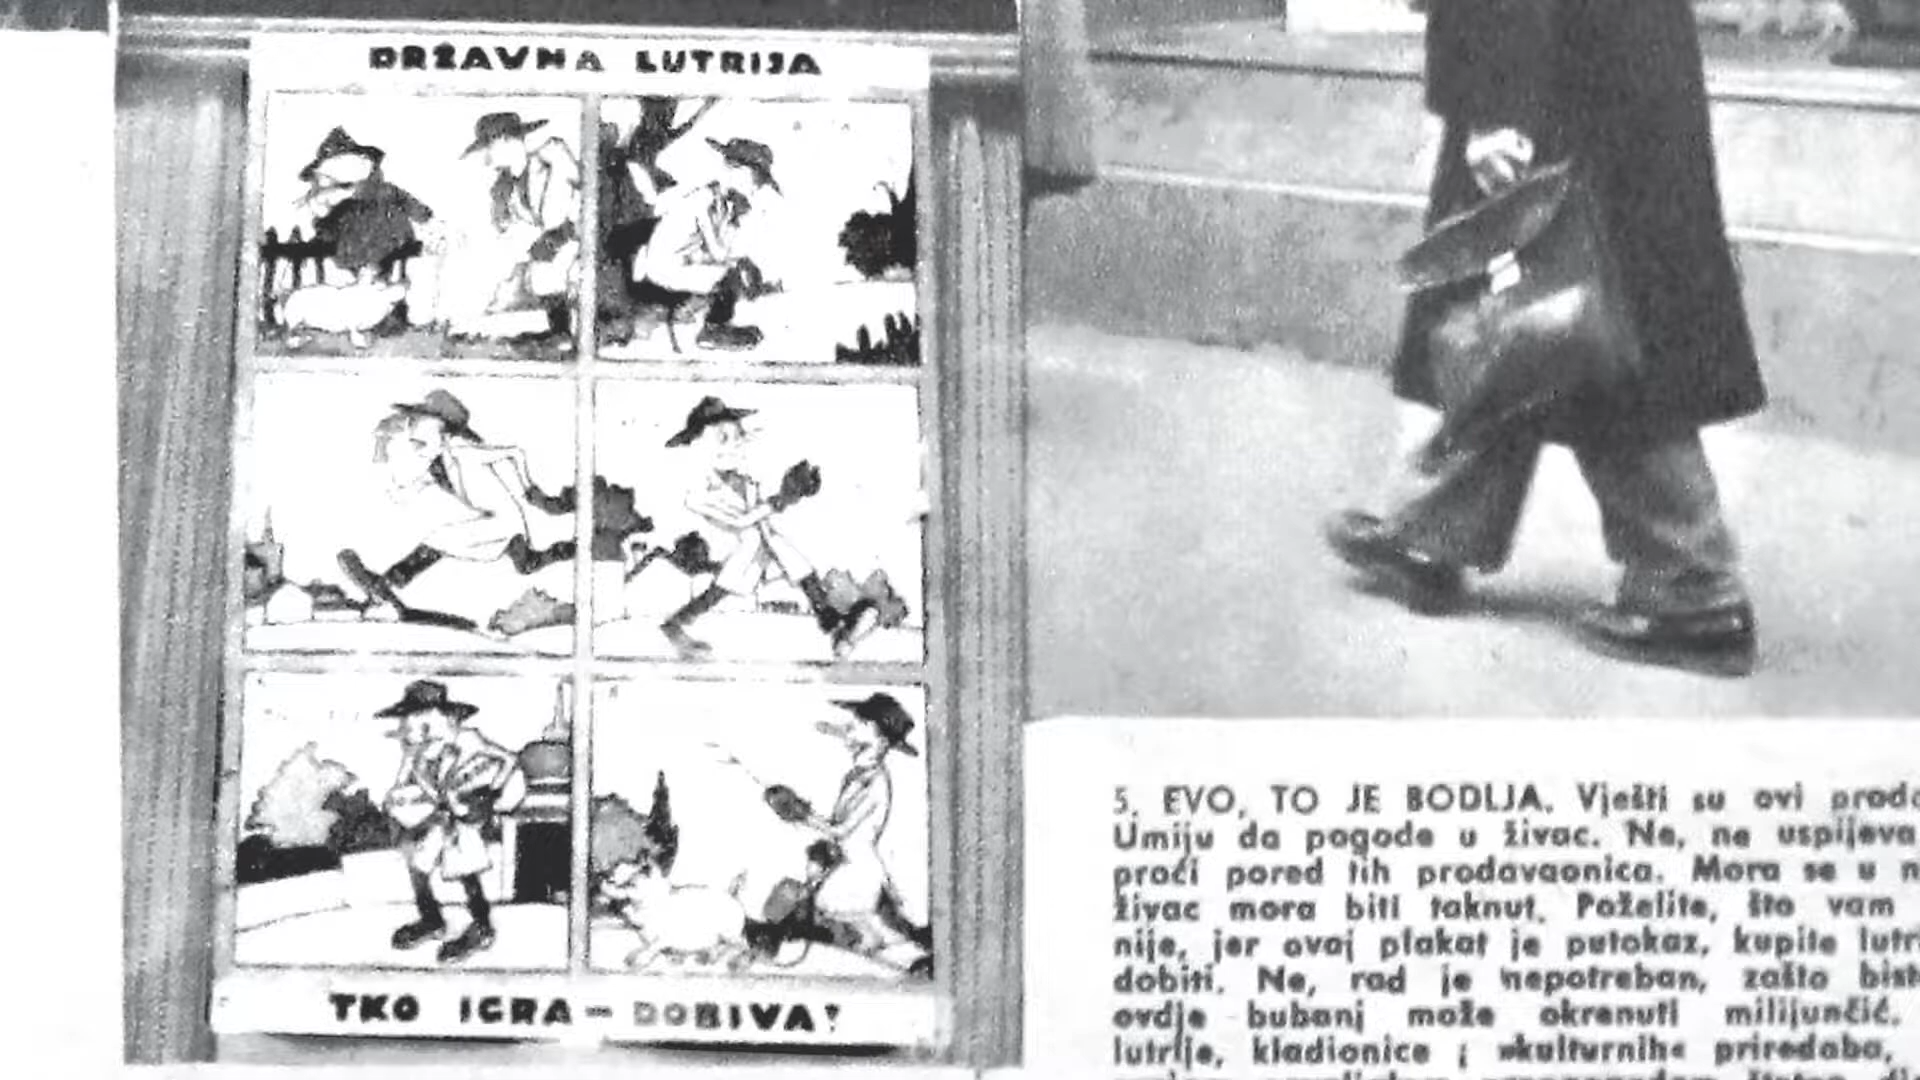 DRŽAVNA LUTRIJA
TKO IGRA — DOBIVA!
5. EVO, TO JE BODLJA. Vješti su ovi
Umiju da pogode u živac. Ne, ne uspijeva
proći pored tih prodavaonica. Mora se u
živac mora biti taknut. Poželite, što vam
nije, jer ovaj plakat je putokaz, kupite
dobiti. Ne, rad je nepotreban, zašto
ovdje bubanj može okrenuti milijunčić.
lutrije, kladionice i »kulturnih« priredaba,